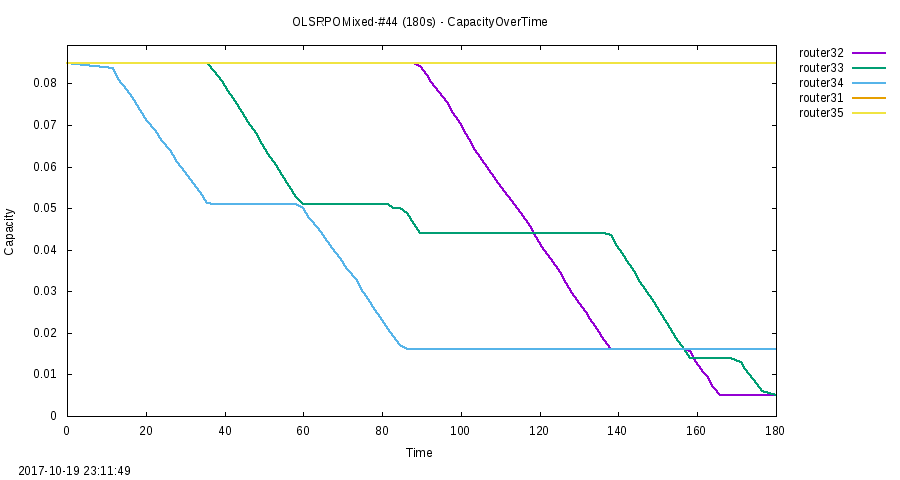 OLSRPOMixed-#44 (180s) - CapacityOverTime
router32
router33
router34
router31
router35
Capacity
0.08
0.07
0.06
0.05
0.04
0.03
0.02
0.01
0
0 20 40 60 80 100 120 140 160 180
Time
2017-10-19 23:11:49